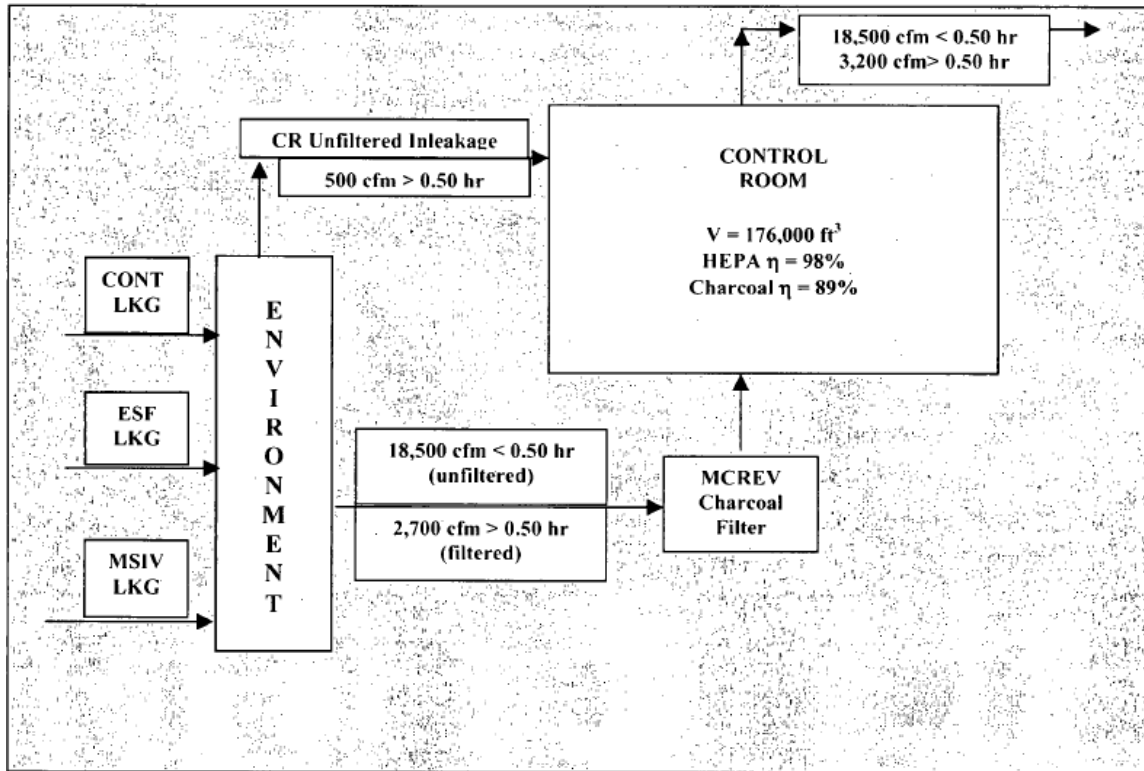 18,500 cfm < 0.50 hr
3,200 cfm> 0.50 hr
CR Unfiltered Inleakage
500 cfm > 0.50 hr
CONTROL
ROOM
V = 176,000 ft³
HEPA η = 98%
Charcoal η = 89%
CONT
LKG
ESF
LKG
MSIV
LKG
ENVIRONMENT
18,500 cfm < 0.50 hr
(unfiltered)
2,700 cfm > 0.50 hr
(filtered)
MCREV
Charcoal
Filter